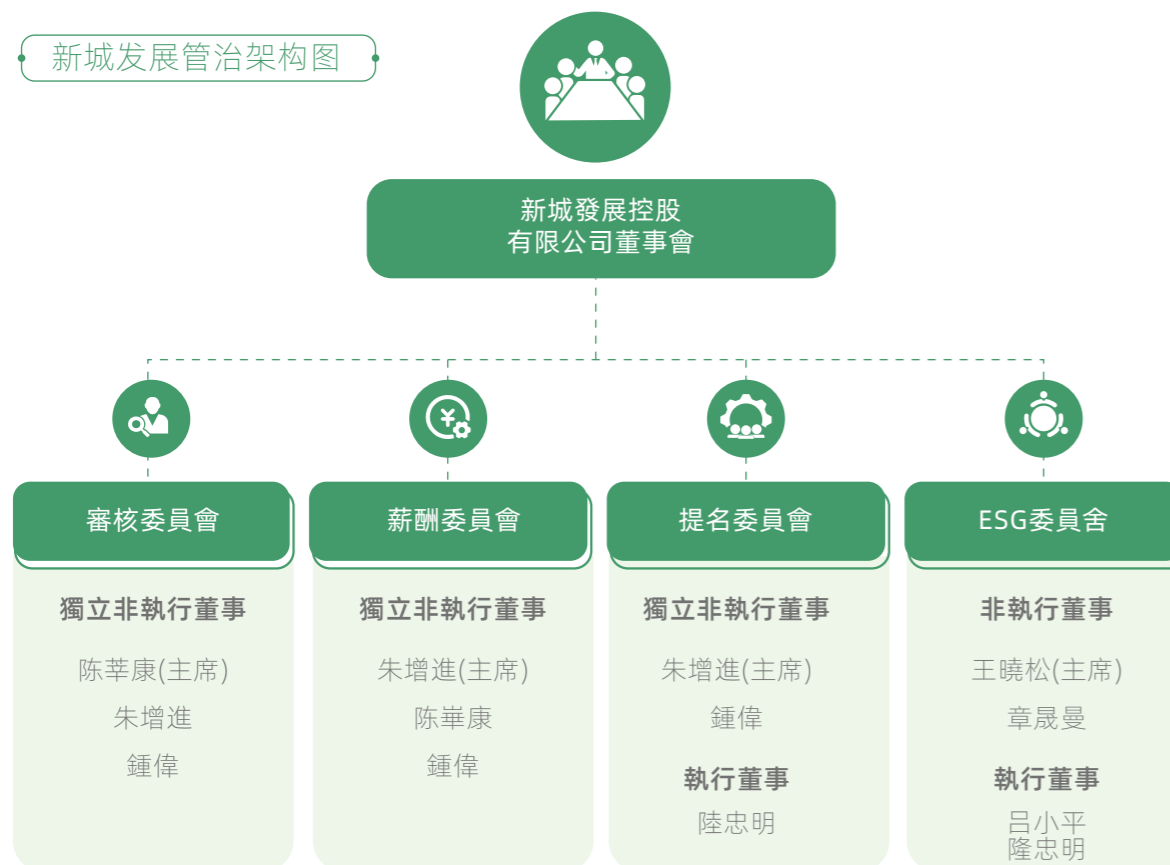 新城发展管治架构图
新城發展控股
有限公司董事會
審核委員會
獨立非執行董事
陈莘康(主席)
朱增進
鍾偉
薪酬委員會
獨立非執行董事
朱增進(主席)
陈崋康
鍾偉
提名委員會
獨立非執行董事
朱增進(主席)
鍾偉
執行董事
陸忠明
ESG委員舍
非執行董事
王曉松(主席)
章晟曼
執行董事
吕小平
隆忠明